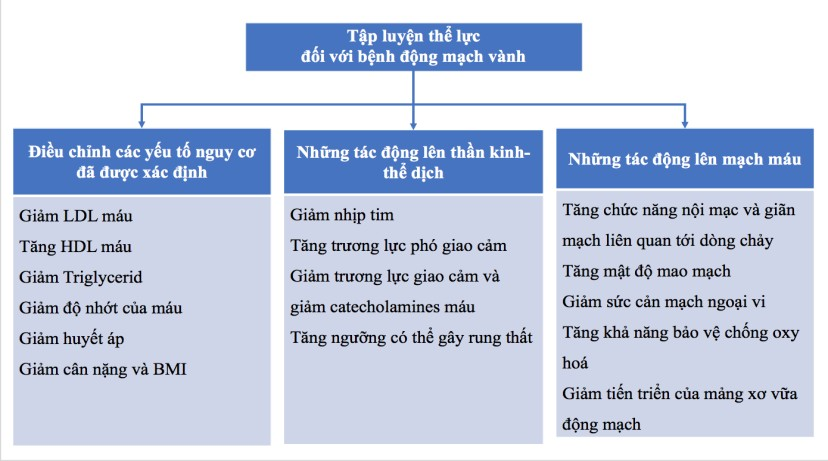 Tập luyện thể lực
đối với bệnh động mạch vành
Điều chỉnh các yếu tố nguy cơ
đã được xác định
Giảm LDL máu
Tăng HDL máu
Giảm Triglycerid
Giảm độ nhớt của máu
Giảm huyết áp
Giảm cân nặng và BMI
Những tác động lên thần kinh-
thể dịch
Giảm nhịp tim
Tăng trương lực phó giao cảm
Giảm trương lực giao cảm và
giảm catecholamines máu
Tăng ngưỡng có thể gây rung thất
Những tác động lên mạch máu
Tăng chức năng nội mạc và giãn
mạch liên quan tới dòng chảy
Tăng mật độ mao mạch
Giảm sức cản mạch ngoại vi
Tăng khả năng bảo vệ chống oxy
hoá
Giảm tiến triển của mảng xơ vữa
động mạch